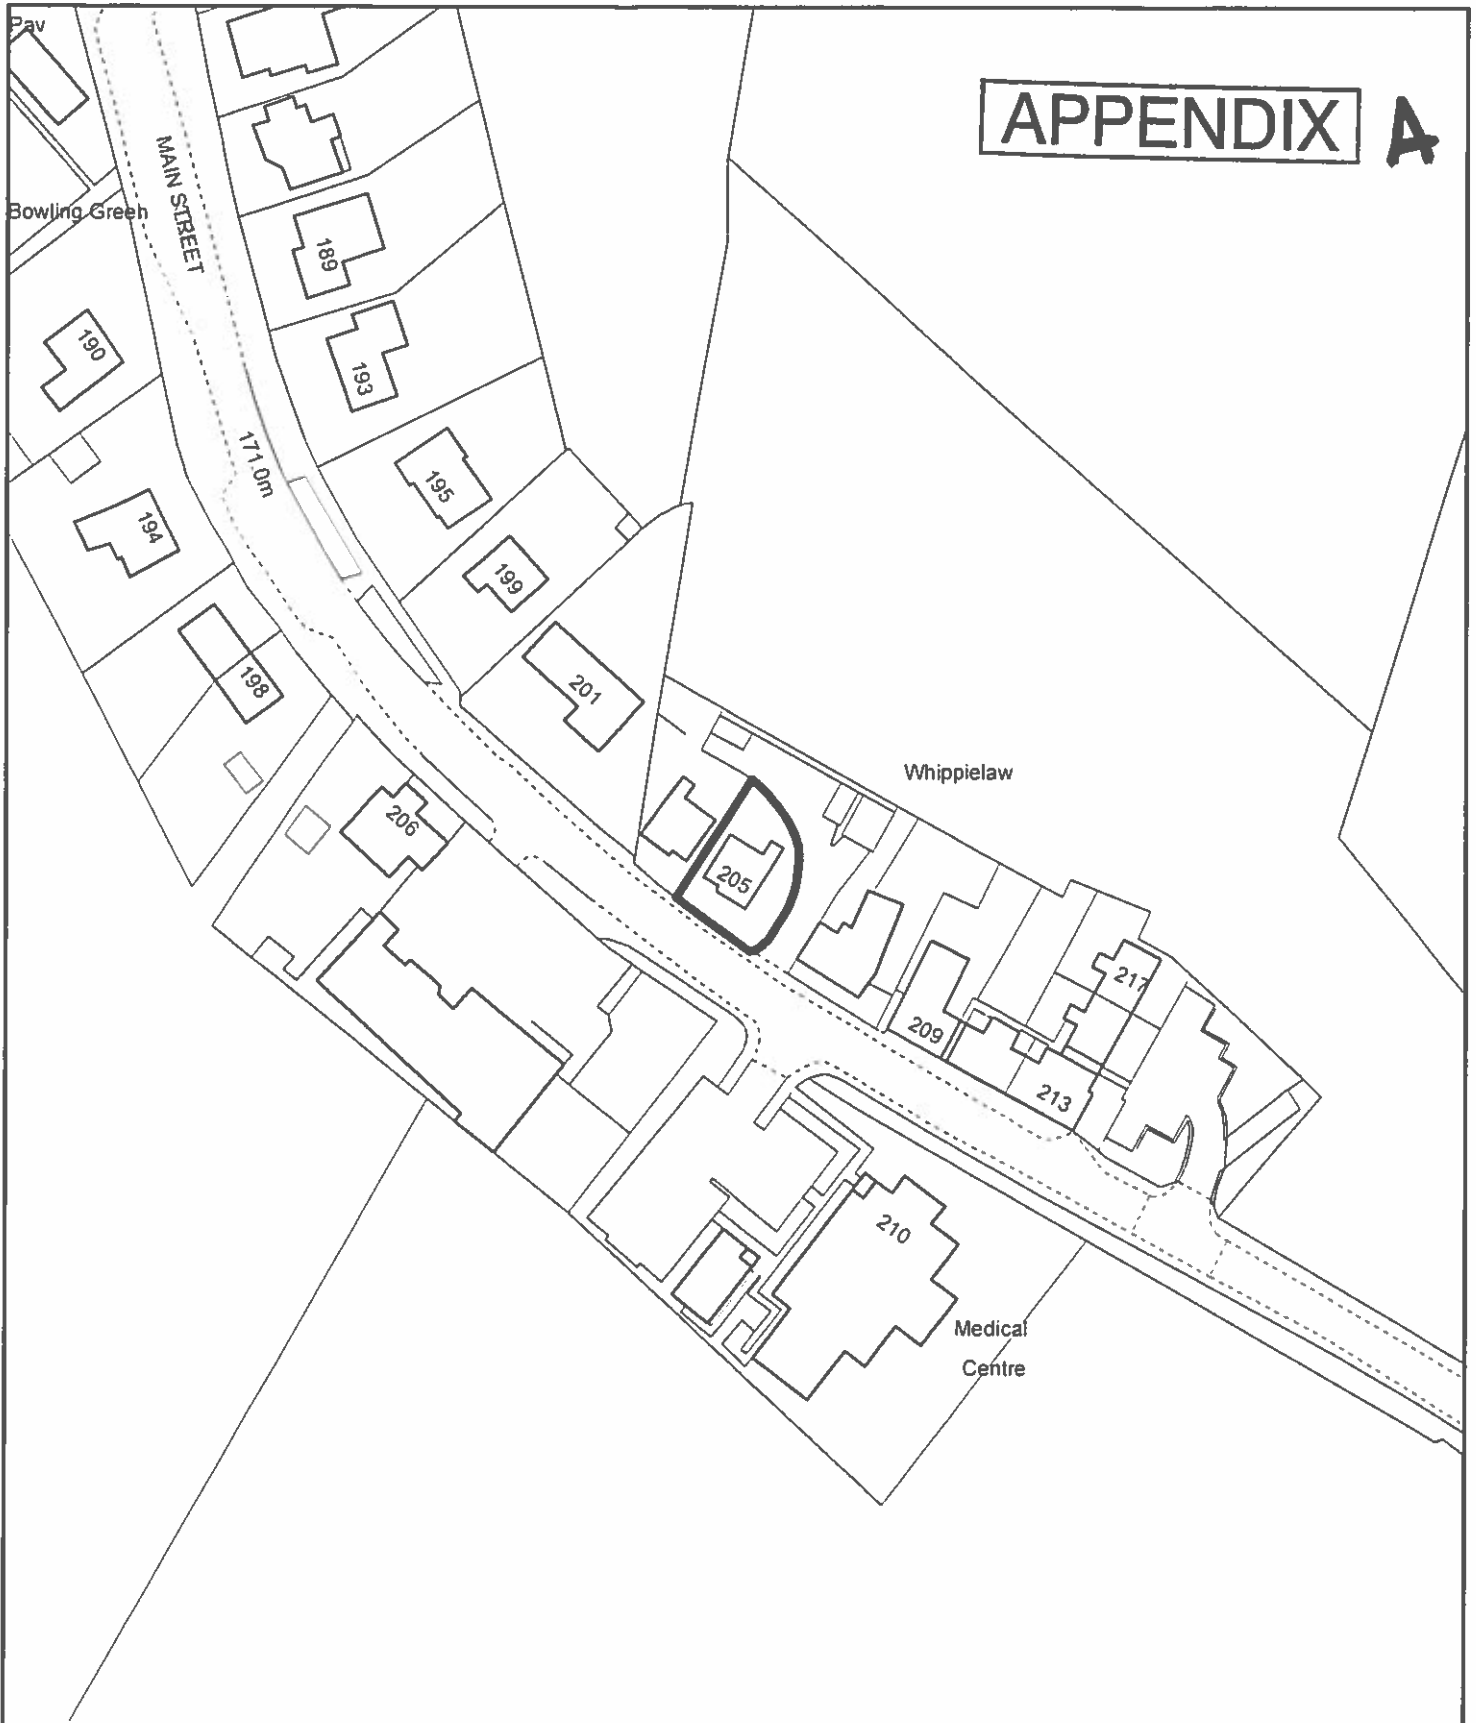 Pav
APPENDIX A
MAIN STREET
Bowling Green
189
190
193
171.0m
195
194
199
198
201
Whippielaw
206
205
217
209
213
210
Medical
Centre